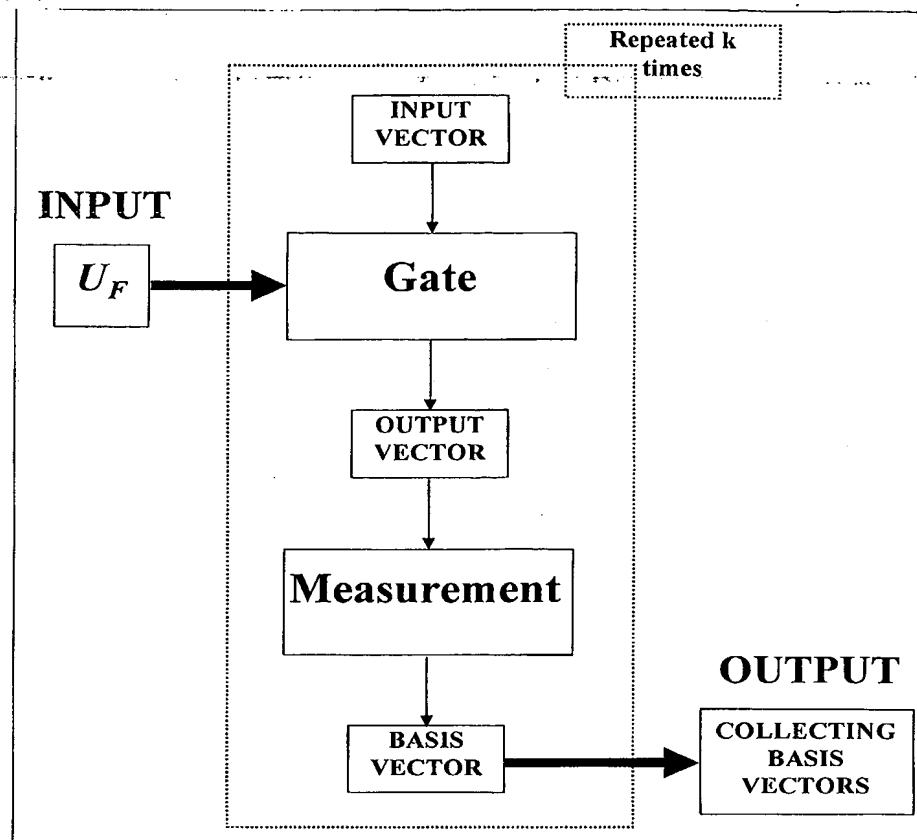 Repeated k
times
INPUT
VECTOR
INPUT
U_F
Gate
OUTPUT
VECTOR
Measurement
OUTPUT
BASIS
VECTOR
COLLECTING
BASIS
VECTORS